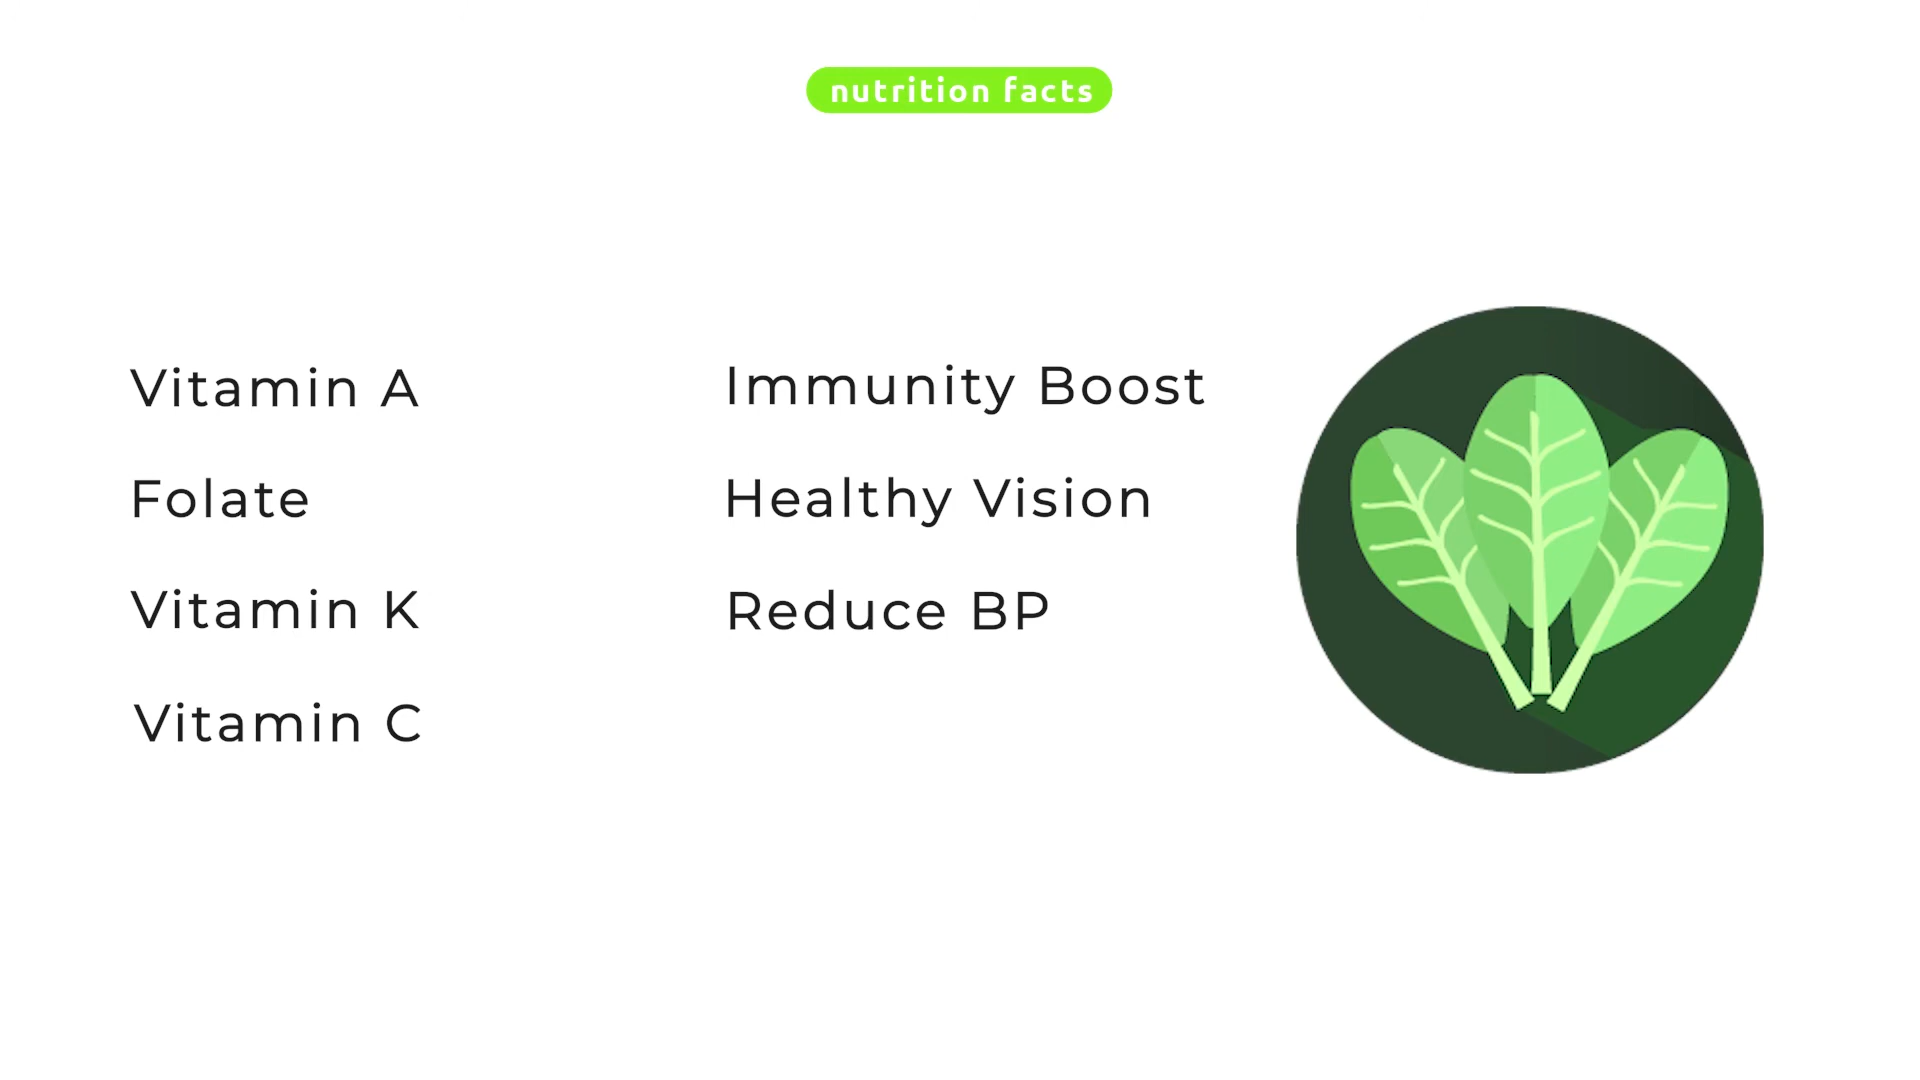 nutrition facts
Vitamin A
Folate
Vitamin K
Vitamin C
Immunity Boost
Healthy Vision
Reduce BP